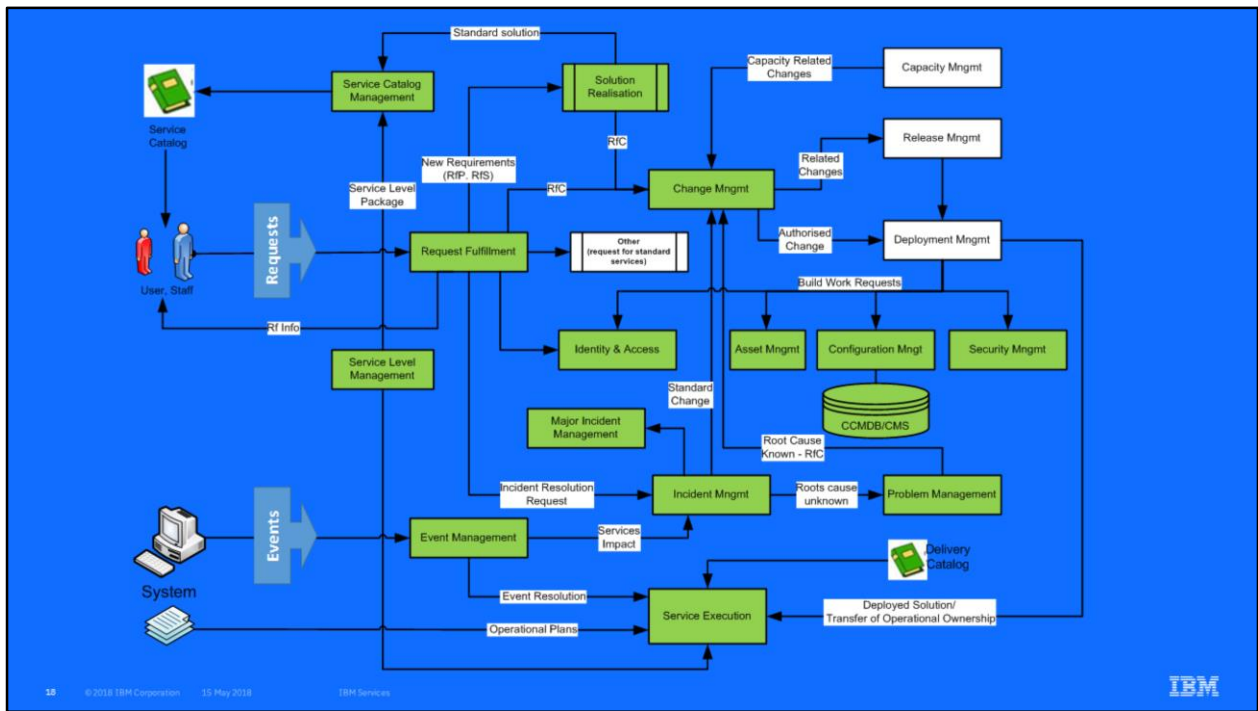 Standard solution
Service Catalog
Management
Solution
Realisation
Capacity Related
Changes
Capacity Mngmt
Service
Catalog
RfC
Release Mngmt
New Requirements
(RfP. RfS)
Related
Changes
Service Level
Package
RfC
Change Mngmt
Requests
Authorised
Change
Request Fulfillment
Other
(request for standard
services)
Deployment Mngmt
User, Staff
Build Work Requests
Rf Info
Service Level
Management
Identity & Access
Asset Mngmt
Configuration Mngt
Security Mngmt
Standard
Change
CCMDB/CMS
Major Incident
Management
Root Cause
Known - RfC
Incident Resolution
Request
Incident Mngmt
Roots cause
unknown
Problem Management
Events
Event Management
Services
Impact
Delivery
Catalog
System
Event Resolution
Service Execution
Deployed Solution/
Transfer of Operational Ownership
Operational Plans
18 © 2018 IBM Corporation 15 May 2018 IBM Services
IBM